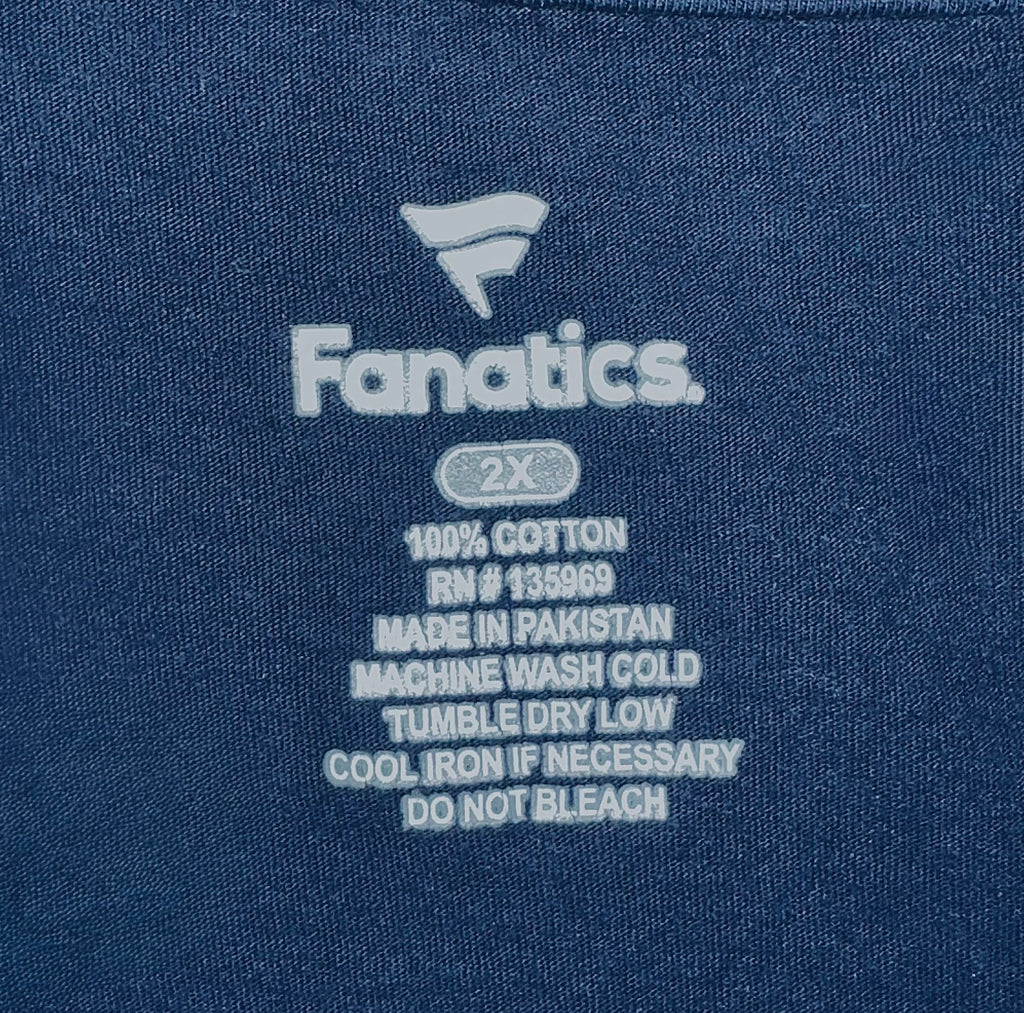 Fanatics.
2X
100% COTTON
RN # 135969
MADE IN PAKISTAN
MACHINE WASH COLD
TUMBLE DRY LOW
COOL IRON IF NECESSARY
DO NOT BLEACH